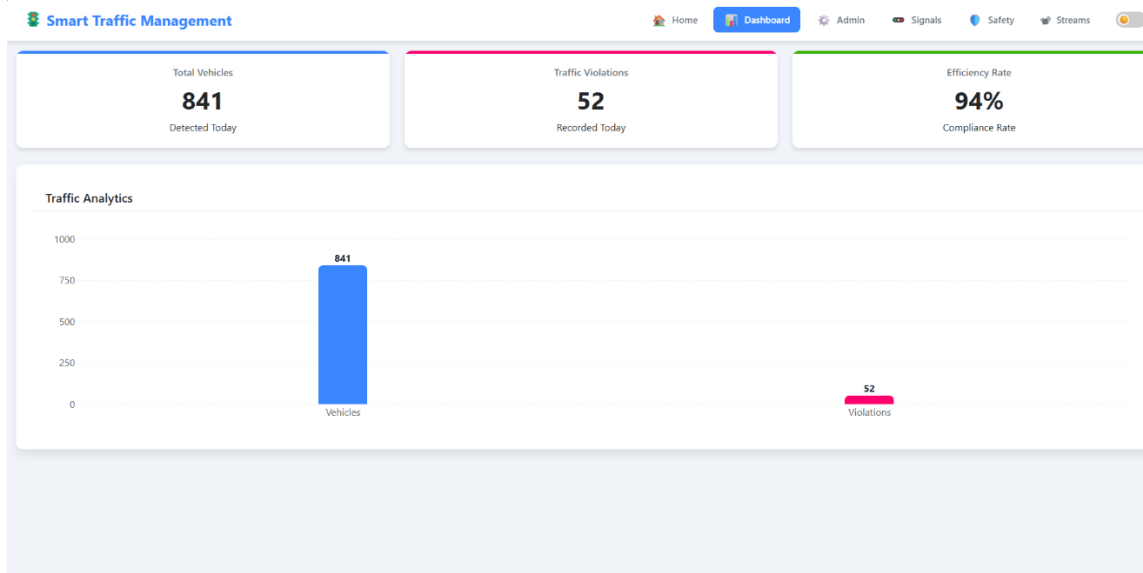 Smart Traffic Management
Home Dashboard Admin Signals Safety Streams
Total Vehicles
841
Detected Today
Traffic Violations
52
Recorded Today
Efficiency Rate
94%
Compliance Rate
Traffic Analytics
1000
750
500
250
0
841
Vehicles
52
Violations